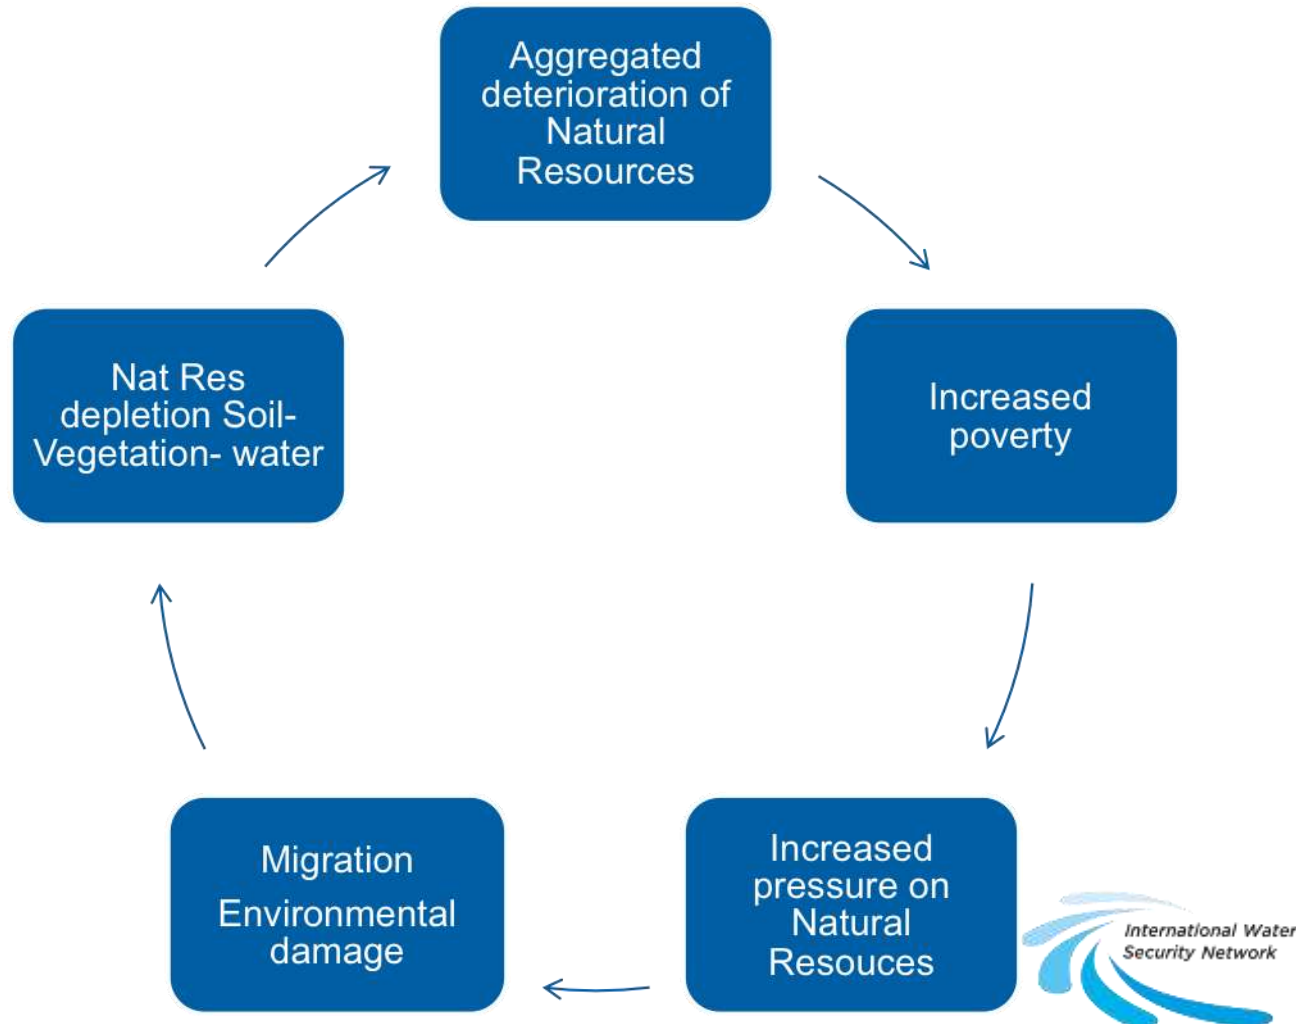 Aggregated
deterioration of
Natural
Resources
Increased
poverty
Increased
pressure on
Natural
Resouces
Migration
Environmental
damage
Nat Res
depletion Soil-
Vegetation- water
International Water
Security Network